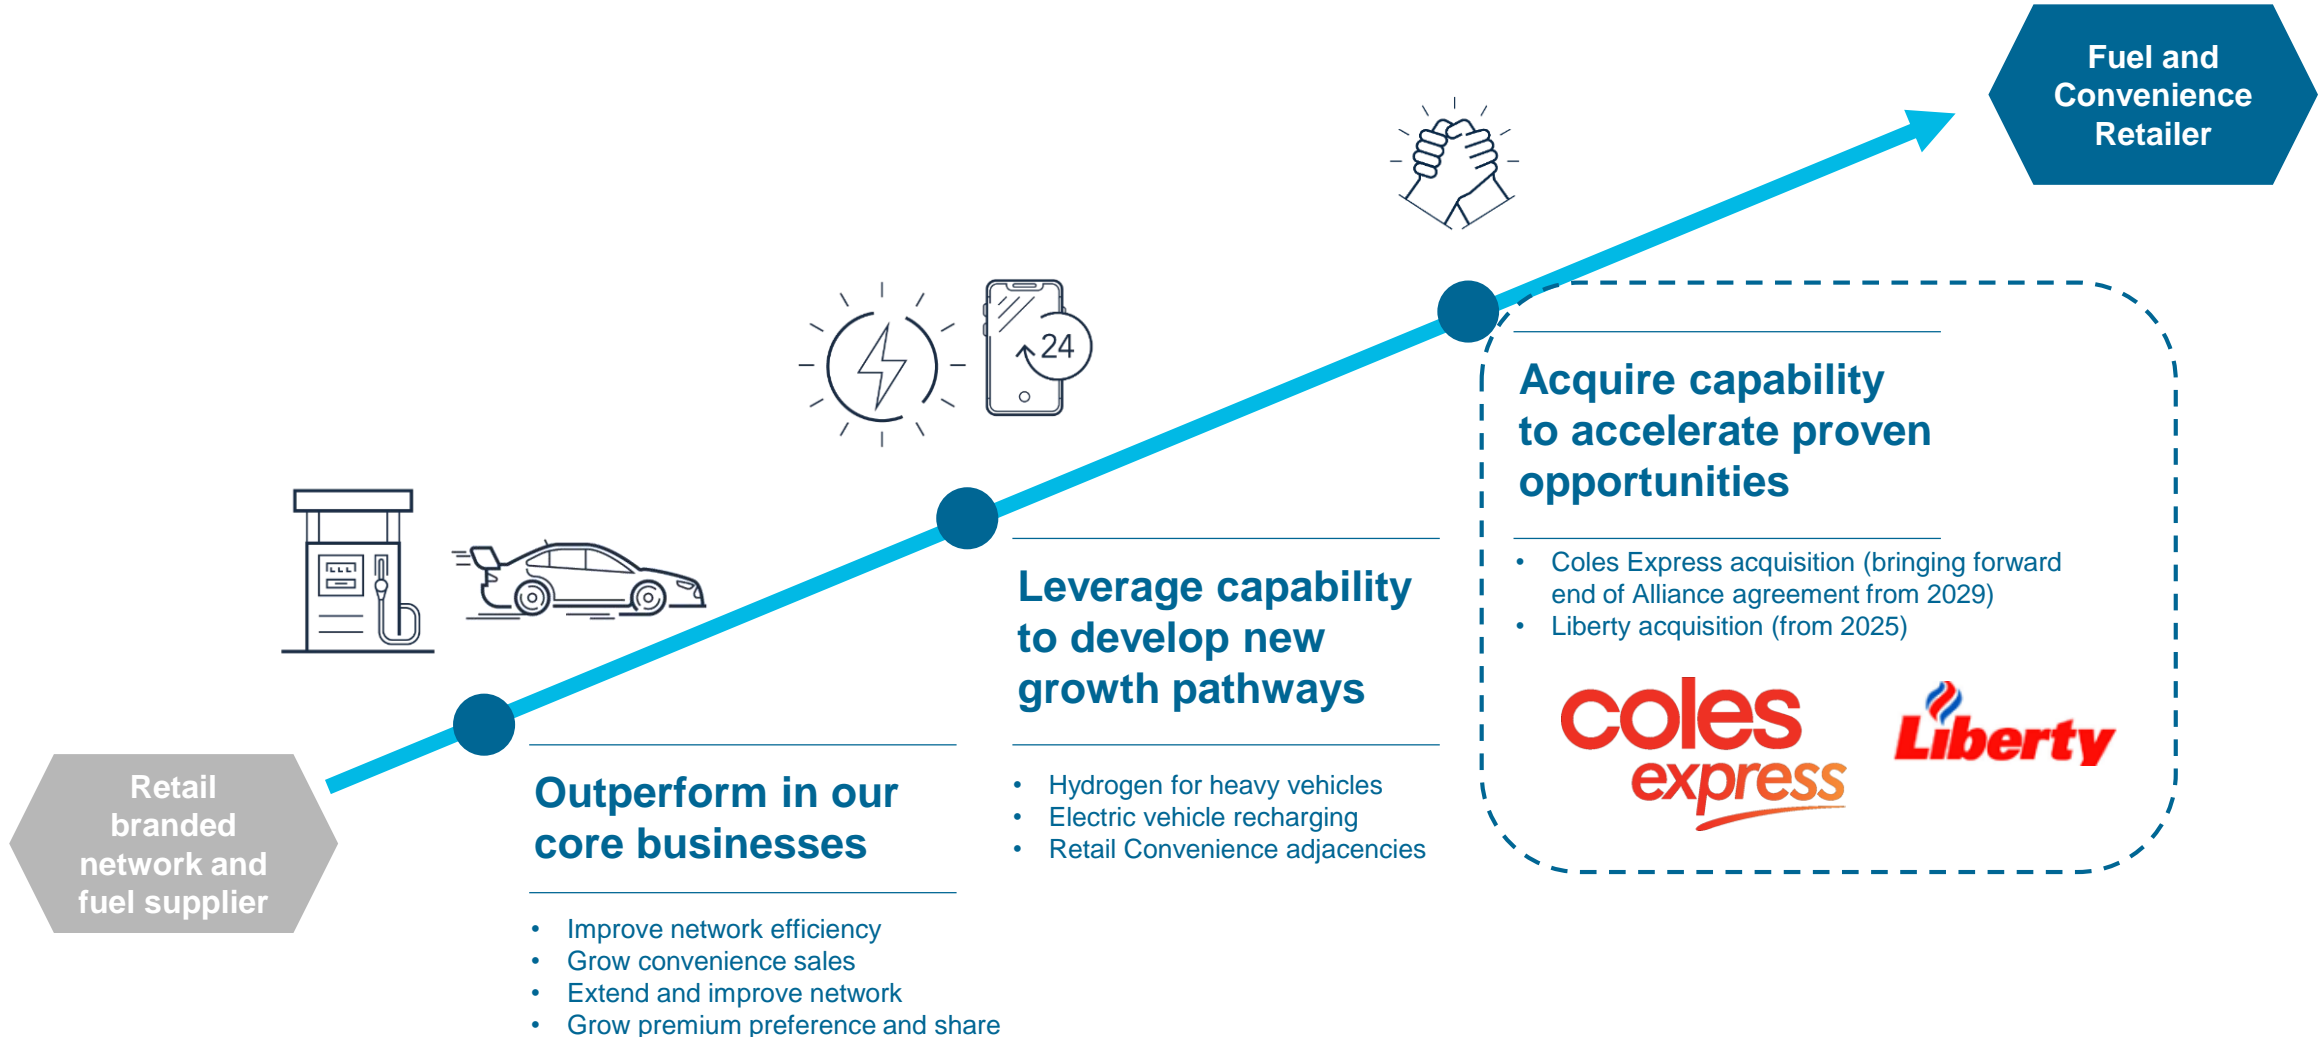 Fuel and
Convenience
Retailer
24
Acquire capability
to accelerate proven
opportunities
• Coles Express acquisition (bringing forward
end of Alliance agreement from 2029)
• Liberty acquisition (from 2025)
coles
express
Liberty
Leverage capability
to develop new
growth pathways
• Hydrogen for heavy vehicles
• Electric vehicle recharging
• Retail Convenience adjacencies
Retail
branded
network and
fuel supplier
Outperform in our
core businesses
• Improve network efficiency
• Grow convenience sales
• Extend and improve network
• Grow premium preference and share